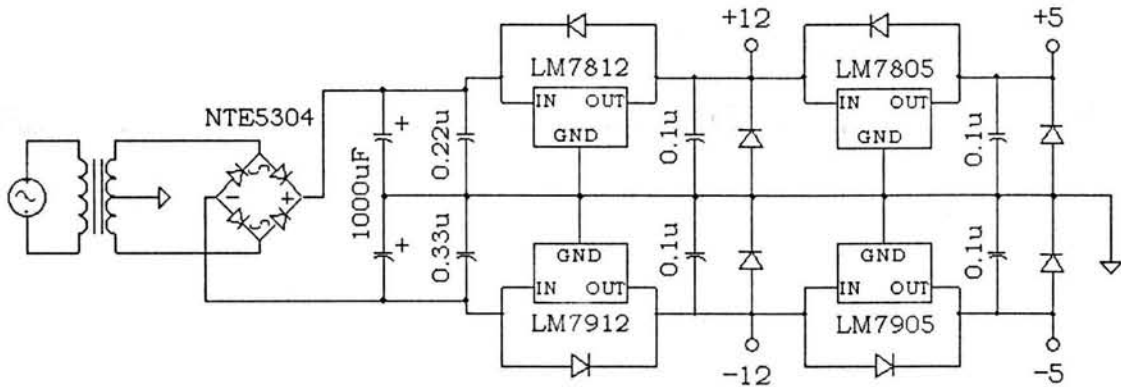 +12
+5
LM7812
LM7805
IN OUT
GND
IN OUT
GND
NTE5304
+
0.22u
0.1u
0.1u
1000uF
-
+
+
0.33u
0.1u
0.1u
GND
IN OUT
GND
IN OUT
LM7912
LM7905
-12
-5